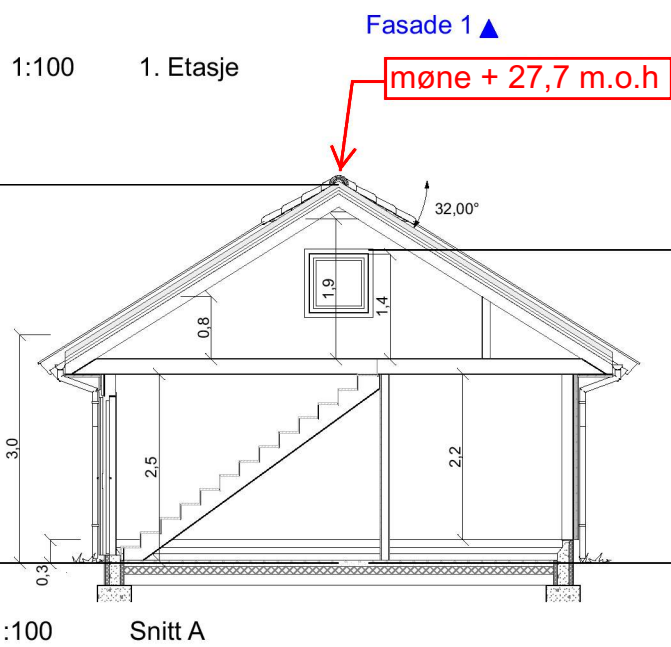 Fasade 1
1:100 1. Etasje
møne + 27,7 m.o.h
32,00°
1,9
1,4
0,8
3,0
2,5
2,2
0,3
:100 Snitt A